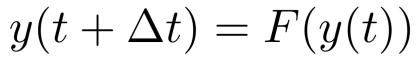 y(t + Δt) = F(y(t))